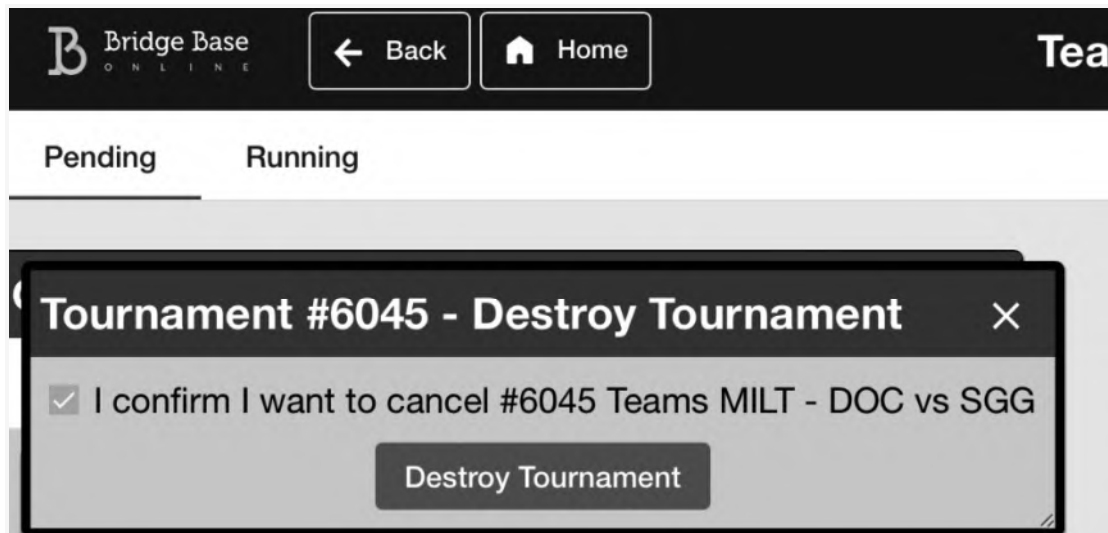 Bridge Base
ONLINE
Back
Home
Tea
Pending
Running
Tournament #6045 - Destroy Tournament
I confirm I want to cancel #6045 Teams MILT - DOC vs SGG
Destroy Tournament